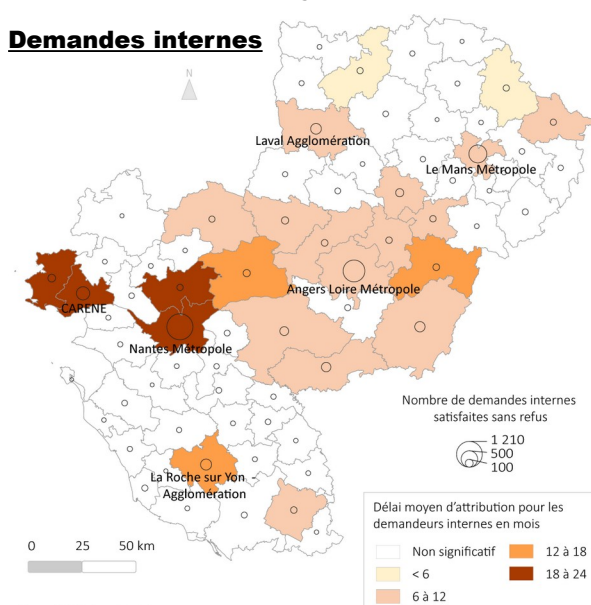 Demandes internes
N
Laval Agglomération
Le Mans Métropole
Angers Loire Métropole
CARENE
Nantes Métropole
La Roche sur Yon -
Agglomération
Nombre de demandes internes
satisfaites sans refus
1 210
500
100
0 25 50 km
Délai moyen d'attribution pour les
demandeurs internes en mois
Non significatif
< 6
6 à 12
12 à 18
18 à 24